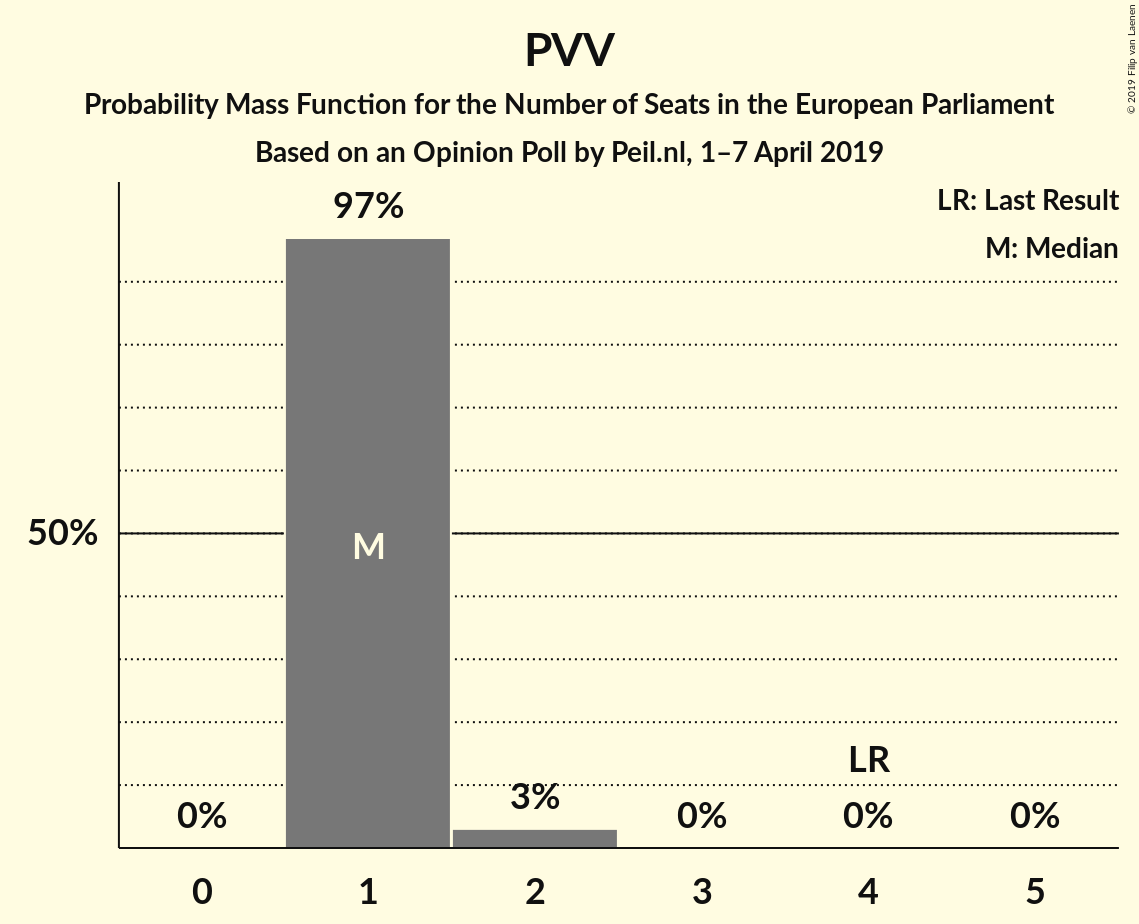 PVV
Probability Mass Function for the Number of Seats in the European Parliament
Based on an Opinion Poll by Peil.nl, 1–7 April 2019
© 2019 Filip van Laenen
LR: Last Result
M: Median
97%
50%
M
LR
0%
3%
0%
0%
0%
0
1
2
3
4
5